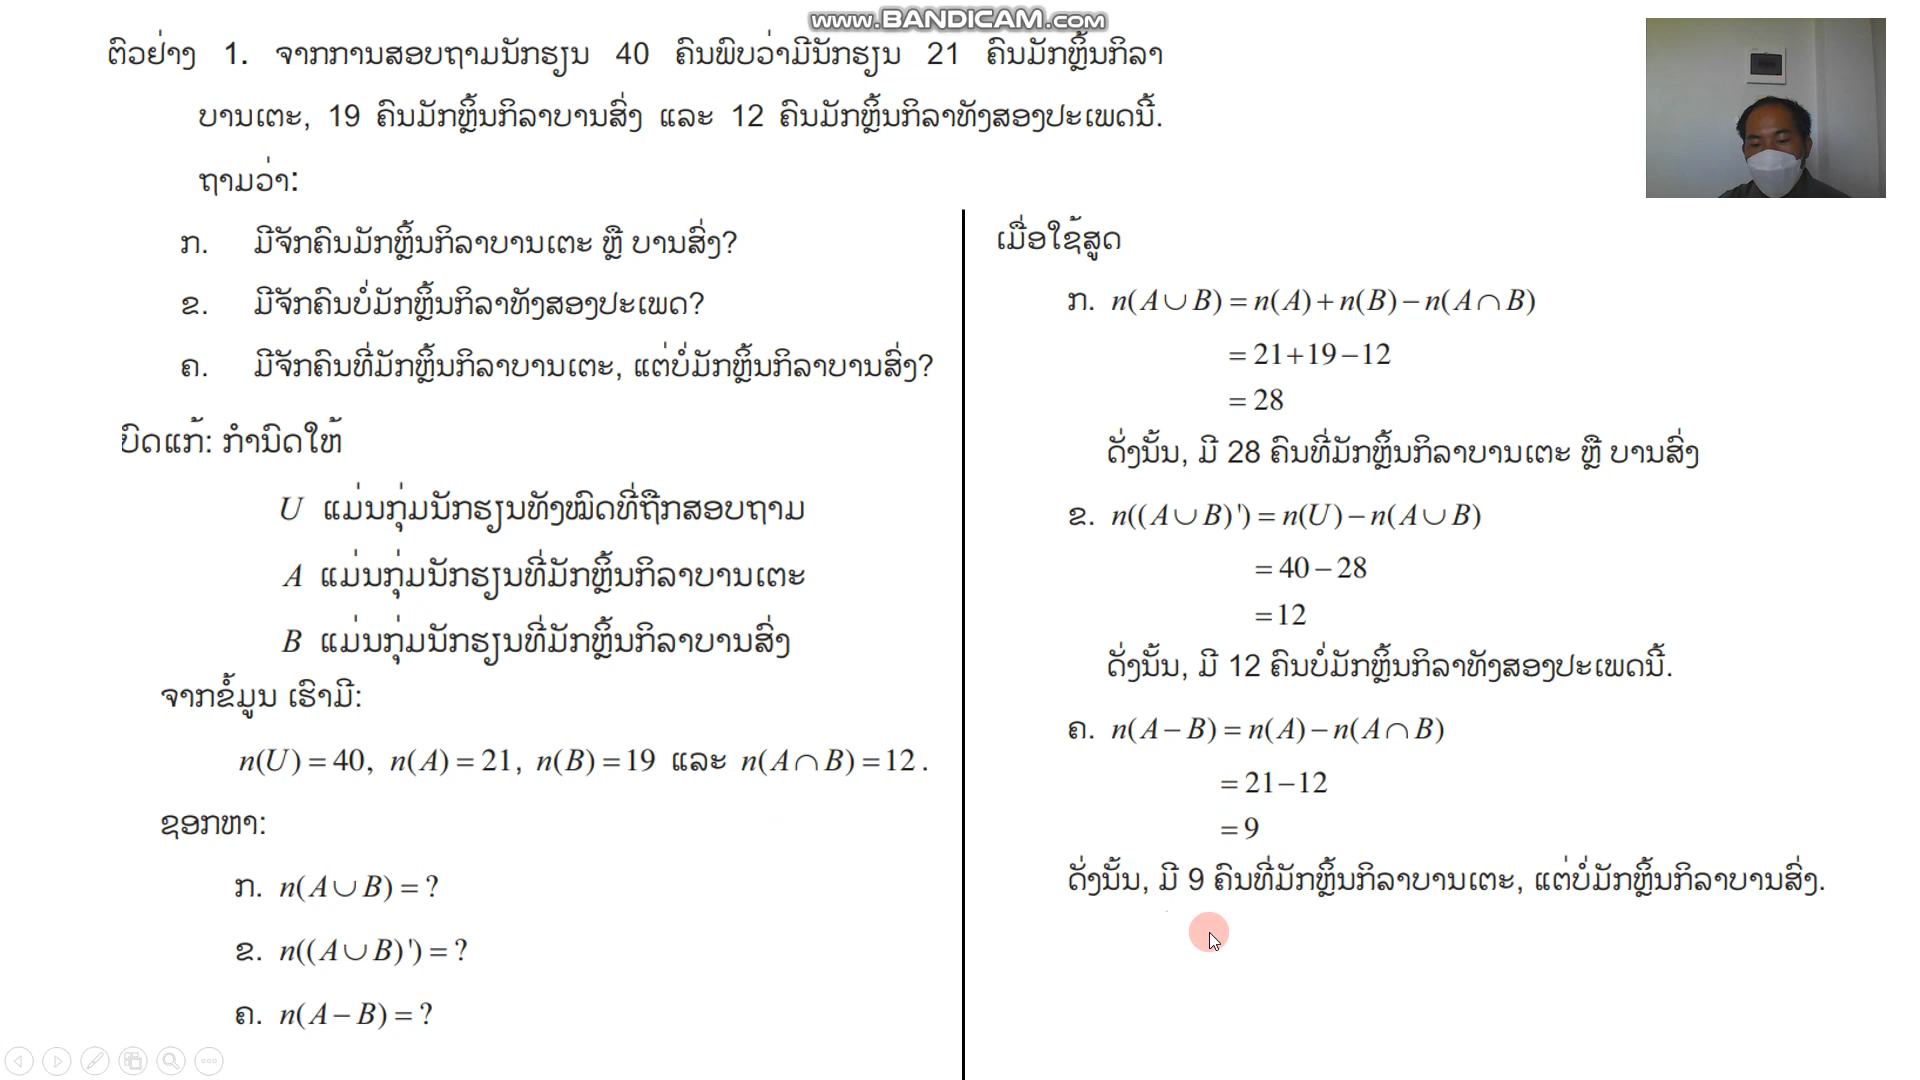 www.BANDICAM.com
ຕົວຢ່າງ 1. ຈາກການສອບຖາມນັກຮຽນ 40 ຄົນພົບວ່າມີນັກຮຽນ 21 ຄົນມັກຫຼິ້ນກິລາ
ບານເຕະ, 19 ຄົນມັກຫຼິ້ນກິລາບານສົ່ງ ແລະ 12 ຄົນມັກຫຼິ້ນກິລາທັງສອງປະເພດນີ້.
ຖາມວ່າ:
ກ. ມີຈັກຄົນມັກຫຼິ້ນກິລາບານເຕະ ຫຼື ບານສົ່ງ?
ຂ. ມີຈັກຄົນບໍ່ມັກຫຼິ້ນກິລາທັງສອງປະເພດ?
ຄ. ມີຈັກຄົນທີ່ມັກຫຼິ້ນກິລາບານເຕະ, ແຕ່ບໍ່ມັກຫຼິ້ນກິລາບານສົ່ງ?
ບົດແກ້: ກຳນົດໃຫ້
U ແມ່ນກຸ່ມນັກຮຽນທັງໝົດທີ່ຖືກສອບຖາມ
A ແມ່ນກຸ່ມນັກຮຽນທີ່ມັກຫຼິ້ນກິລາບານເຕະ
B ແມ່ນກຸ່ມນັກຮຽນທີ່ມັກຫຼິ້ນກິລາບານສົ່ງ
ຈາກຂໍ້ມູນ ເຮົາມີ:
n(U) = 40, n(A) = 21, n(B) = 19 ແລະ n(A∩B) = 12.
ຊອກຫາ:
ກ. n(A∪B) = ?
ຂ. n((A∪B)') = ?
ຄ. n(A−B) = ?
ເມື່ອໃຊ້ສູດ
ກ. n(A∪B) = n(A)+n(B)−n(A∩B)
= 21+19−12
= 28
ດັ່ງນັ້ນ, ມີ 28 ຄົນທີ່ມັກຫຼິ້ນກິລາບານເຕະ ຫຼື ບານສົ່ງ
ຂ. n((A∪B)') = n(U)−n(A∪B)
= 40−28
= 12
ດັ່ງນັ້ນ, ມີ 12 ຄົນບໍ່ມັກຫຼິ້ນກິລາທັງສອງປະເພດນີ້.
ຄ. n(A−B) = n(A)−n(A∩B)
= 21−12
= 9
ດັ່ງນັ້ນ, ມີ 9 ຄົນທີ່ມັກຫຼິ້ນກິລາບານເຕະ, ແຕ່ບໍ່ມັກຫຼິ້ນກິລາບານສົ່ງ.